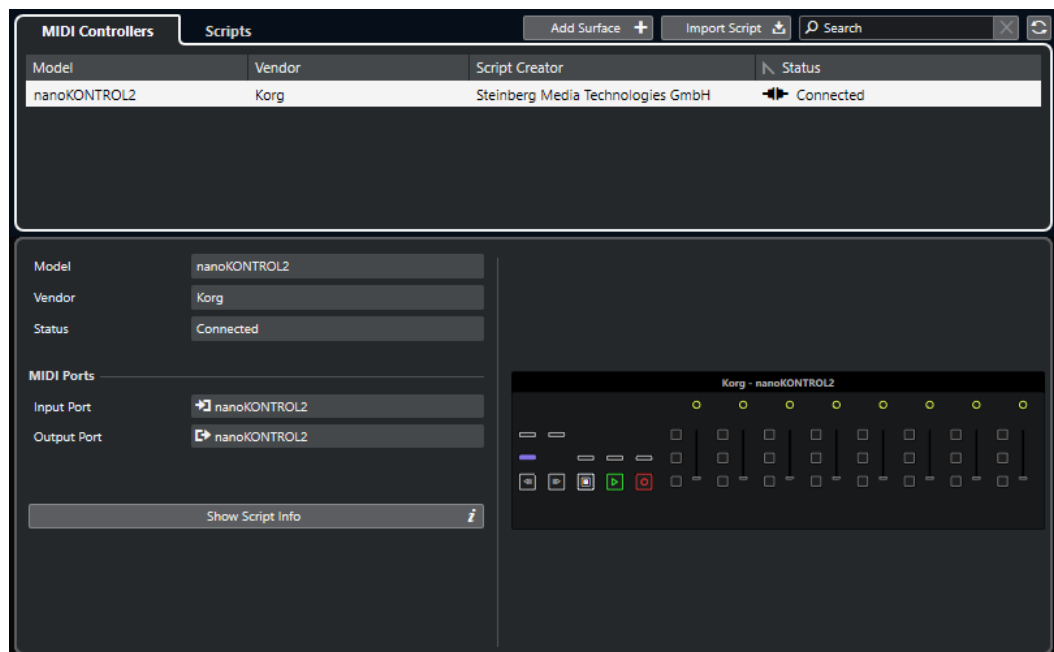 MIDI Controllers Scripts Add Surface Import Script Search
Model Vendor Script Creator Status
nanoKONTROL2 Korg Steinberg Media Technologies GmbH Connected
Model nanoKONTROL2
Vendor Korg
Status Connected
MIDI Ports
Input Port nanoKONTROL2
Output Port nanoKONTROL2
Show Script Info i
Korg - nanoKONTROL2